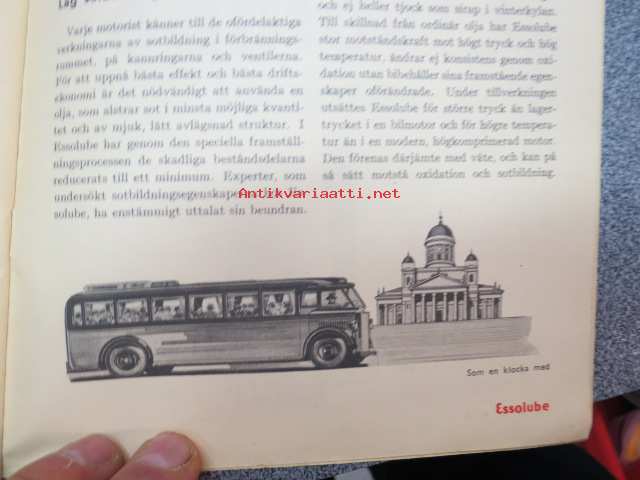 Låg
Varje motorist känner till de ofördelaktiga
verkningarna av sotbildning i förbrännings-
rummet, på kannringarna och ventilerna.
För att uppnå bästa effekt och bästa drifts-
ekonomi är det nödvändigt att använda en
olja, som alstrar sot i minsta möjliga kvanti-
tet och av mjuk, lätt avlägsnad struktur. I
Essolube har genom den speciella framställ-
ningsprocessen de skadliga beståndsdelarna
reducerats till ett minimum. Experter, som
undersökt sotbildningsegenskaper
solube, ha enstämmigt uttalat sin beundran.
och ej heller tjock som sirap i vinterkylan.
Till skillnad från ordinär olja har Essolube
stor motståndskraft mot högt tryck och hög
temperatur, ändrar ej konsistens genom oxi-
dation utan bibehåller sina framstående egen-
skaper oförändrade. Under tillverkningen
utsättes Essolube för större tryck än lager-
trycket i en bilmotor och för högre tempera-
tur än i en modern, högkomprimerad motor.
Den förenas därjämte med väte, och kan på
så sätt motstå oxidation och sotbildning.
Antikvariaatti.net
Som en klocka med
Essolube